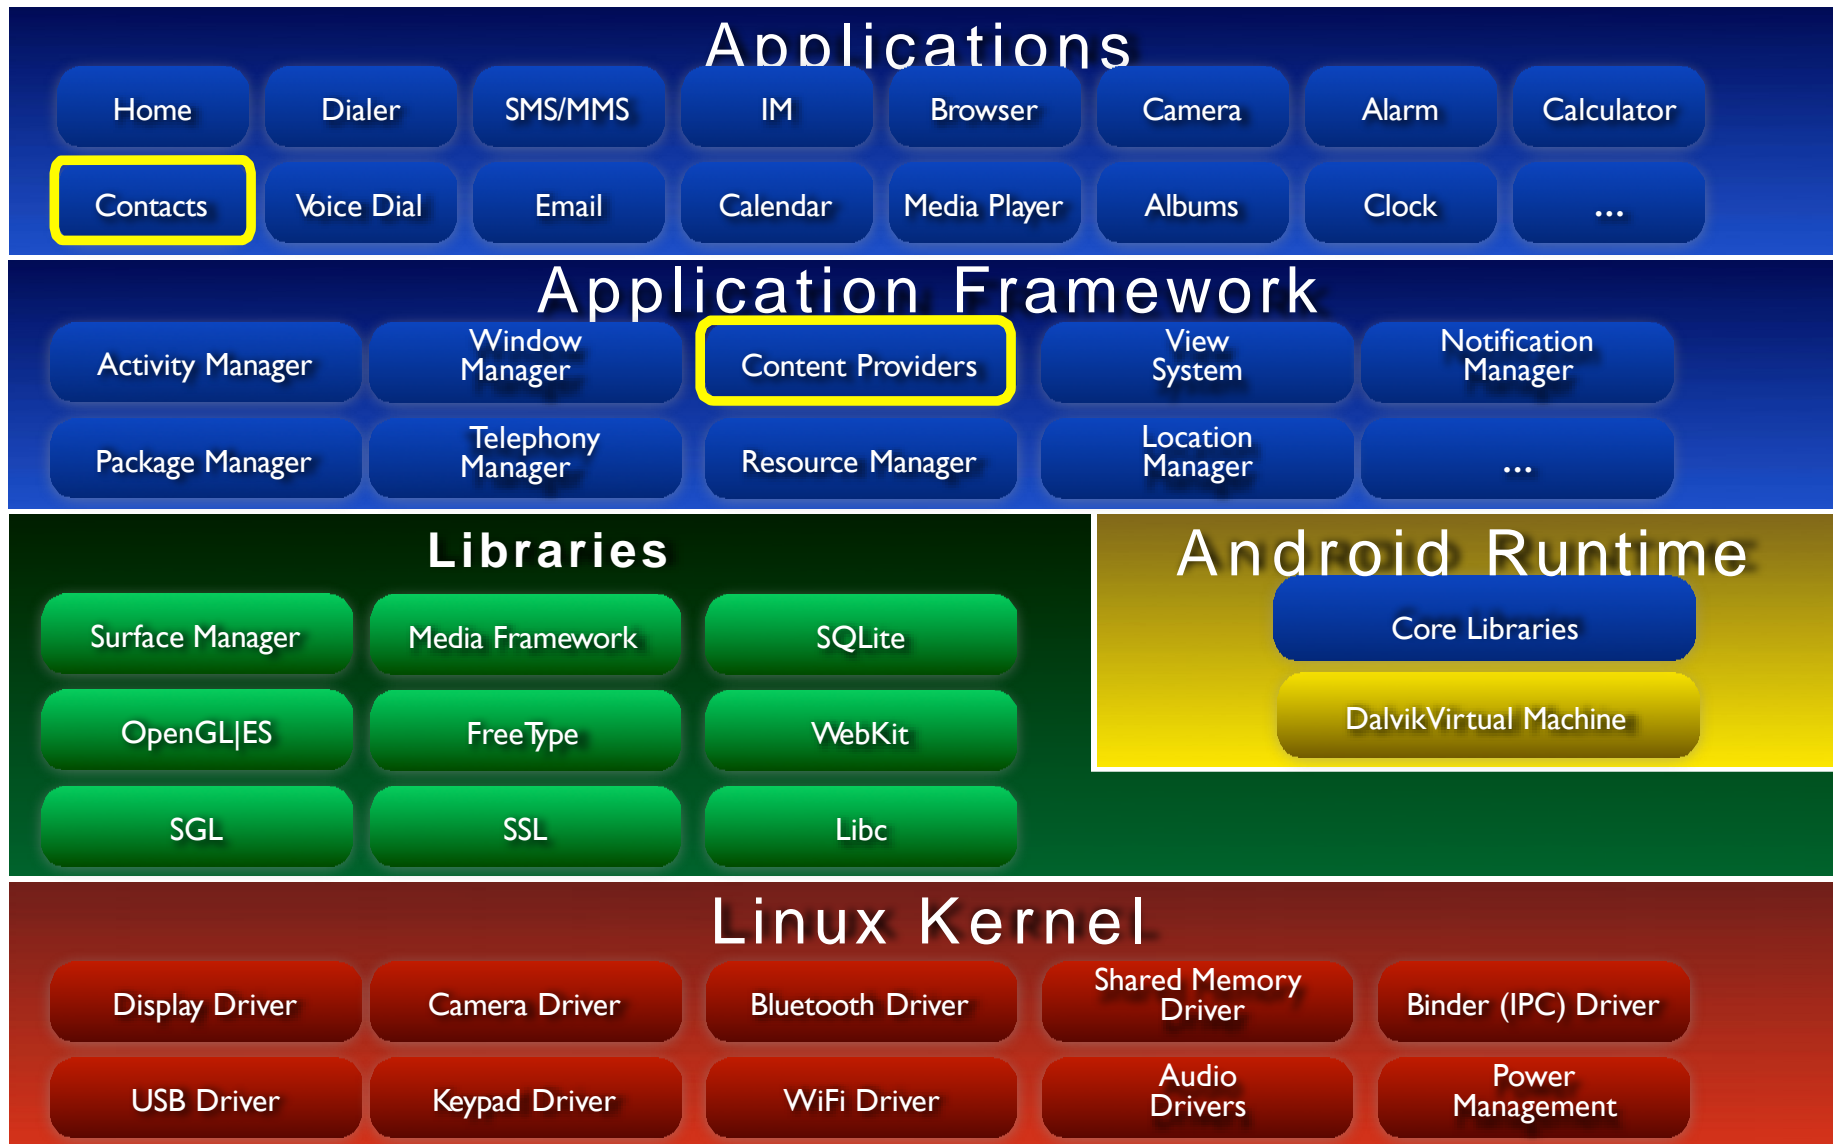 Applications
Home Dialer SMS/MMS IM Browser Camera Alarm Calculator
Contacts Voice Dial Email Calendar Media Player Albums Clock ...
Application Framework
Activity Manager
Window
Manager
Content Providers
View
System
Notification
Manager
Package Manager
Telephony
Manager
Resource Manager
Location
Manager
...
Libraries
Surface Manager Media Framework SQLite
OpenGL|ES FreeType WebKit
SGL SSL Libc
Android Runtime
Core Libraries
DalvikVirtual Machine
Linux Kernel
Display Driver
Camera Driver
Bluetooth Driver
Shared Memory
Driver
Binder (IPC) Driver
USB Driver
Keypad Driver
WiFi Driver
Audio
Drivers
Power
Management